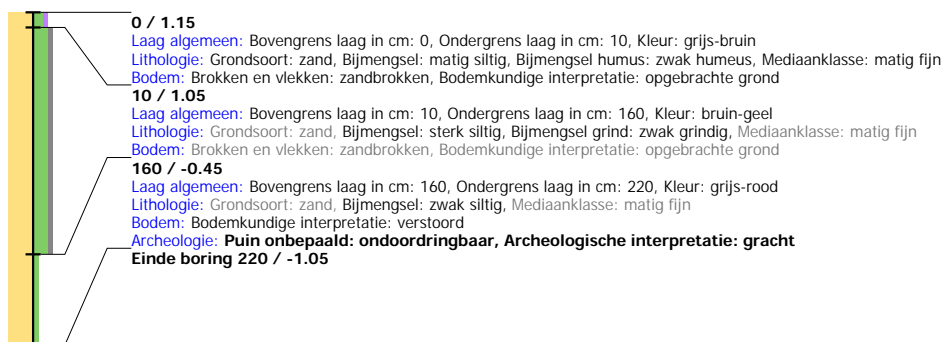 0 / 1.15
Laag algemeen: Bovengrens laag in cm: 0, Ondergrens laag in cm: 10, Kleur: grijs-bruin
Lithologie: Grondsoort: zand, Bijmengsel: matig siltig, Bijmengsel humus: zwak humeus, Mediaanklasse: matig fijn
Bodem: Brokken en vlekken: zandbrokken, Bodemkundige interpretatie: opgebrachte grond
10 / 1.05
Laag algemeen: Bovengrens laag in cm: 10, Ondergrens laag in cm: 160, Kleur: bruin-geel
Lithologie: Grondsoort: zand, Bijmengsel: sterk siltig, Bijmengsel grind: zwak grindig, Mediaanklasse: matig fijn
Bodem: Brokken en vlekken: zandbrokken, Bodemkundige interpretatie: opgebrachte grond
160 / -0.45
Laag algemeen: Bovengrens laag in cm: 160, Ondergrens laag in cm: 220, Kleur: grijs-rood
Lithologie: Grondsoort: zand, Bijmengsel: zwak siltig, Mediaanklasse: matig fijn
Bodem: Bodemkundige interpretatie: verstoord
Archeologie: Puin onbepaald: ondoordringbaar, Archeologische interpretatie: gracht
Einde boring 220 / -1.05